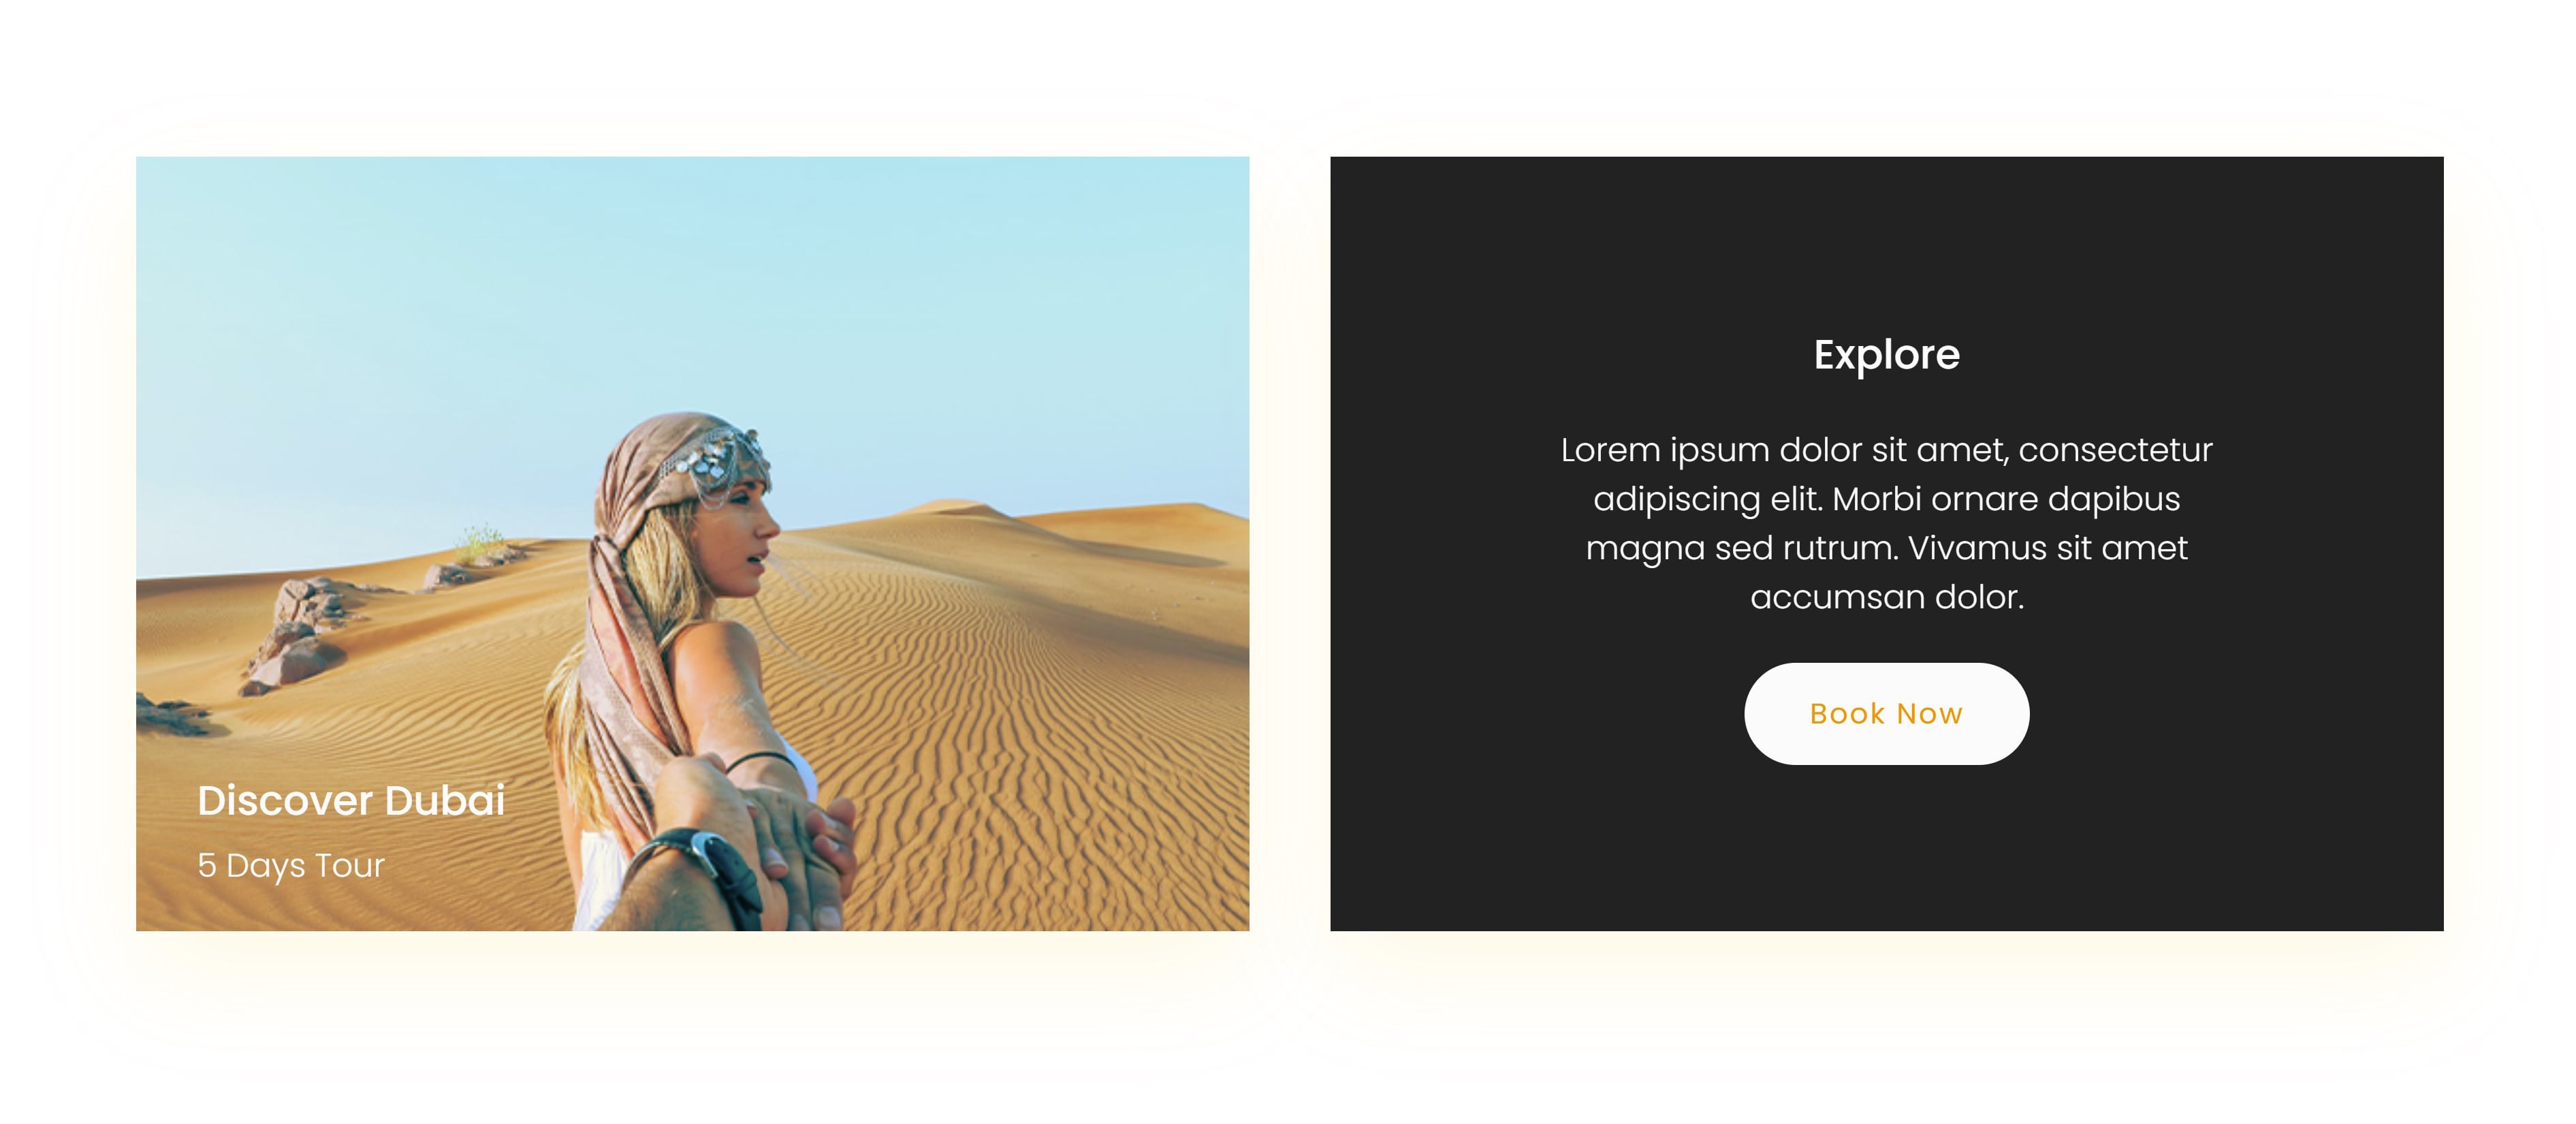 Discover Dubai
5 Days Tour
Explore
Lorem ipsum dolor sit amet, consectetur
adipiscing elit. Morbi ornare dapibus
magna sed rutrum. Vivamus sit amet
accumsan dolor.
Book Now